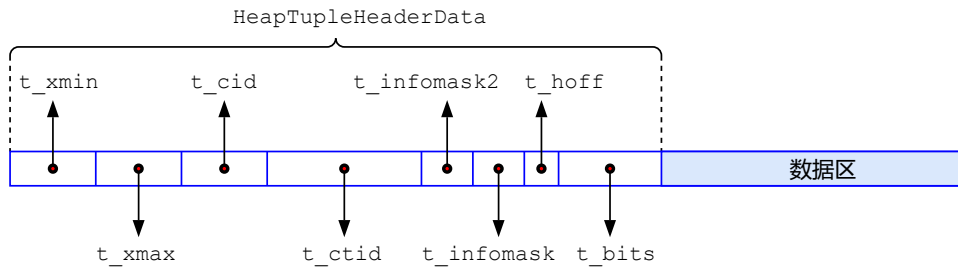 HeapTupleHeaderData
t_xmin
t_cid
t_infomask2
t_hoff
数据区
t_xmax
t_ctid
t_infomask
t_bits